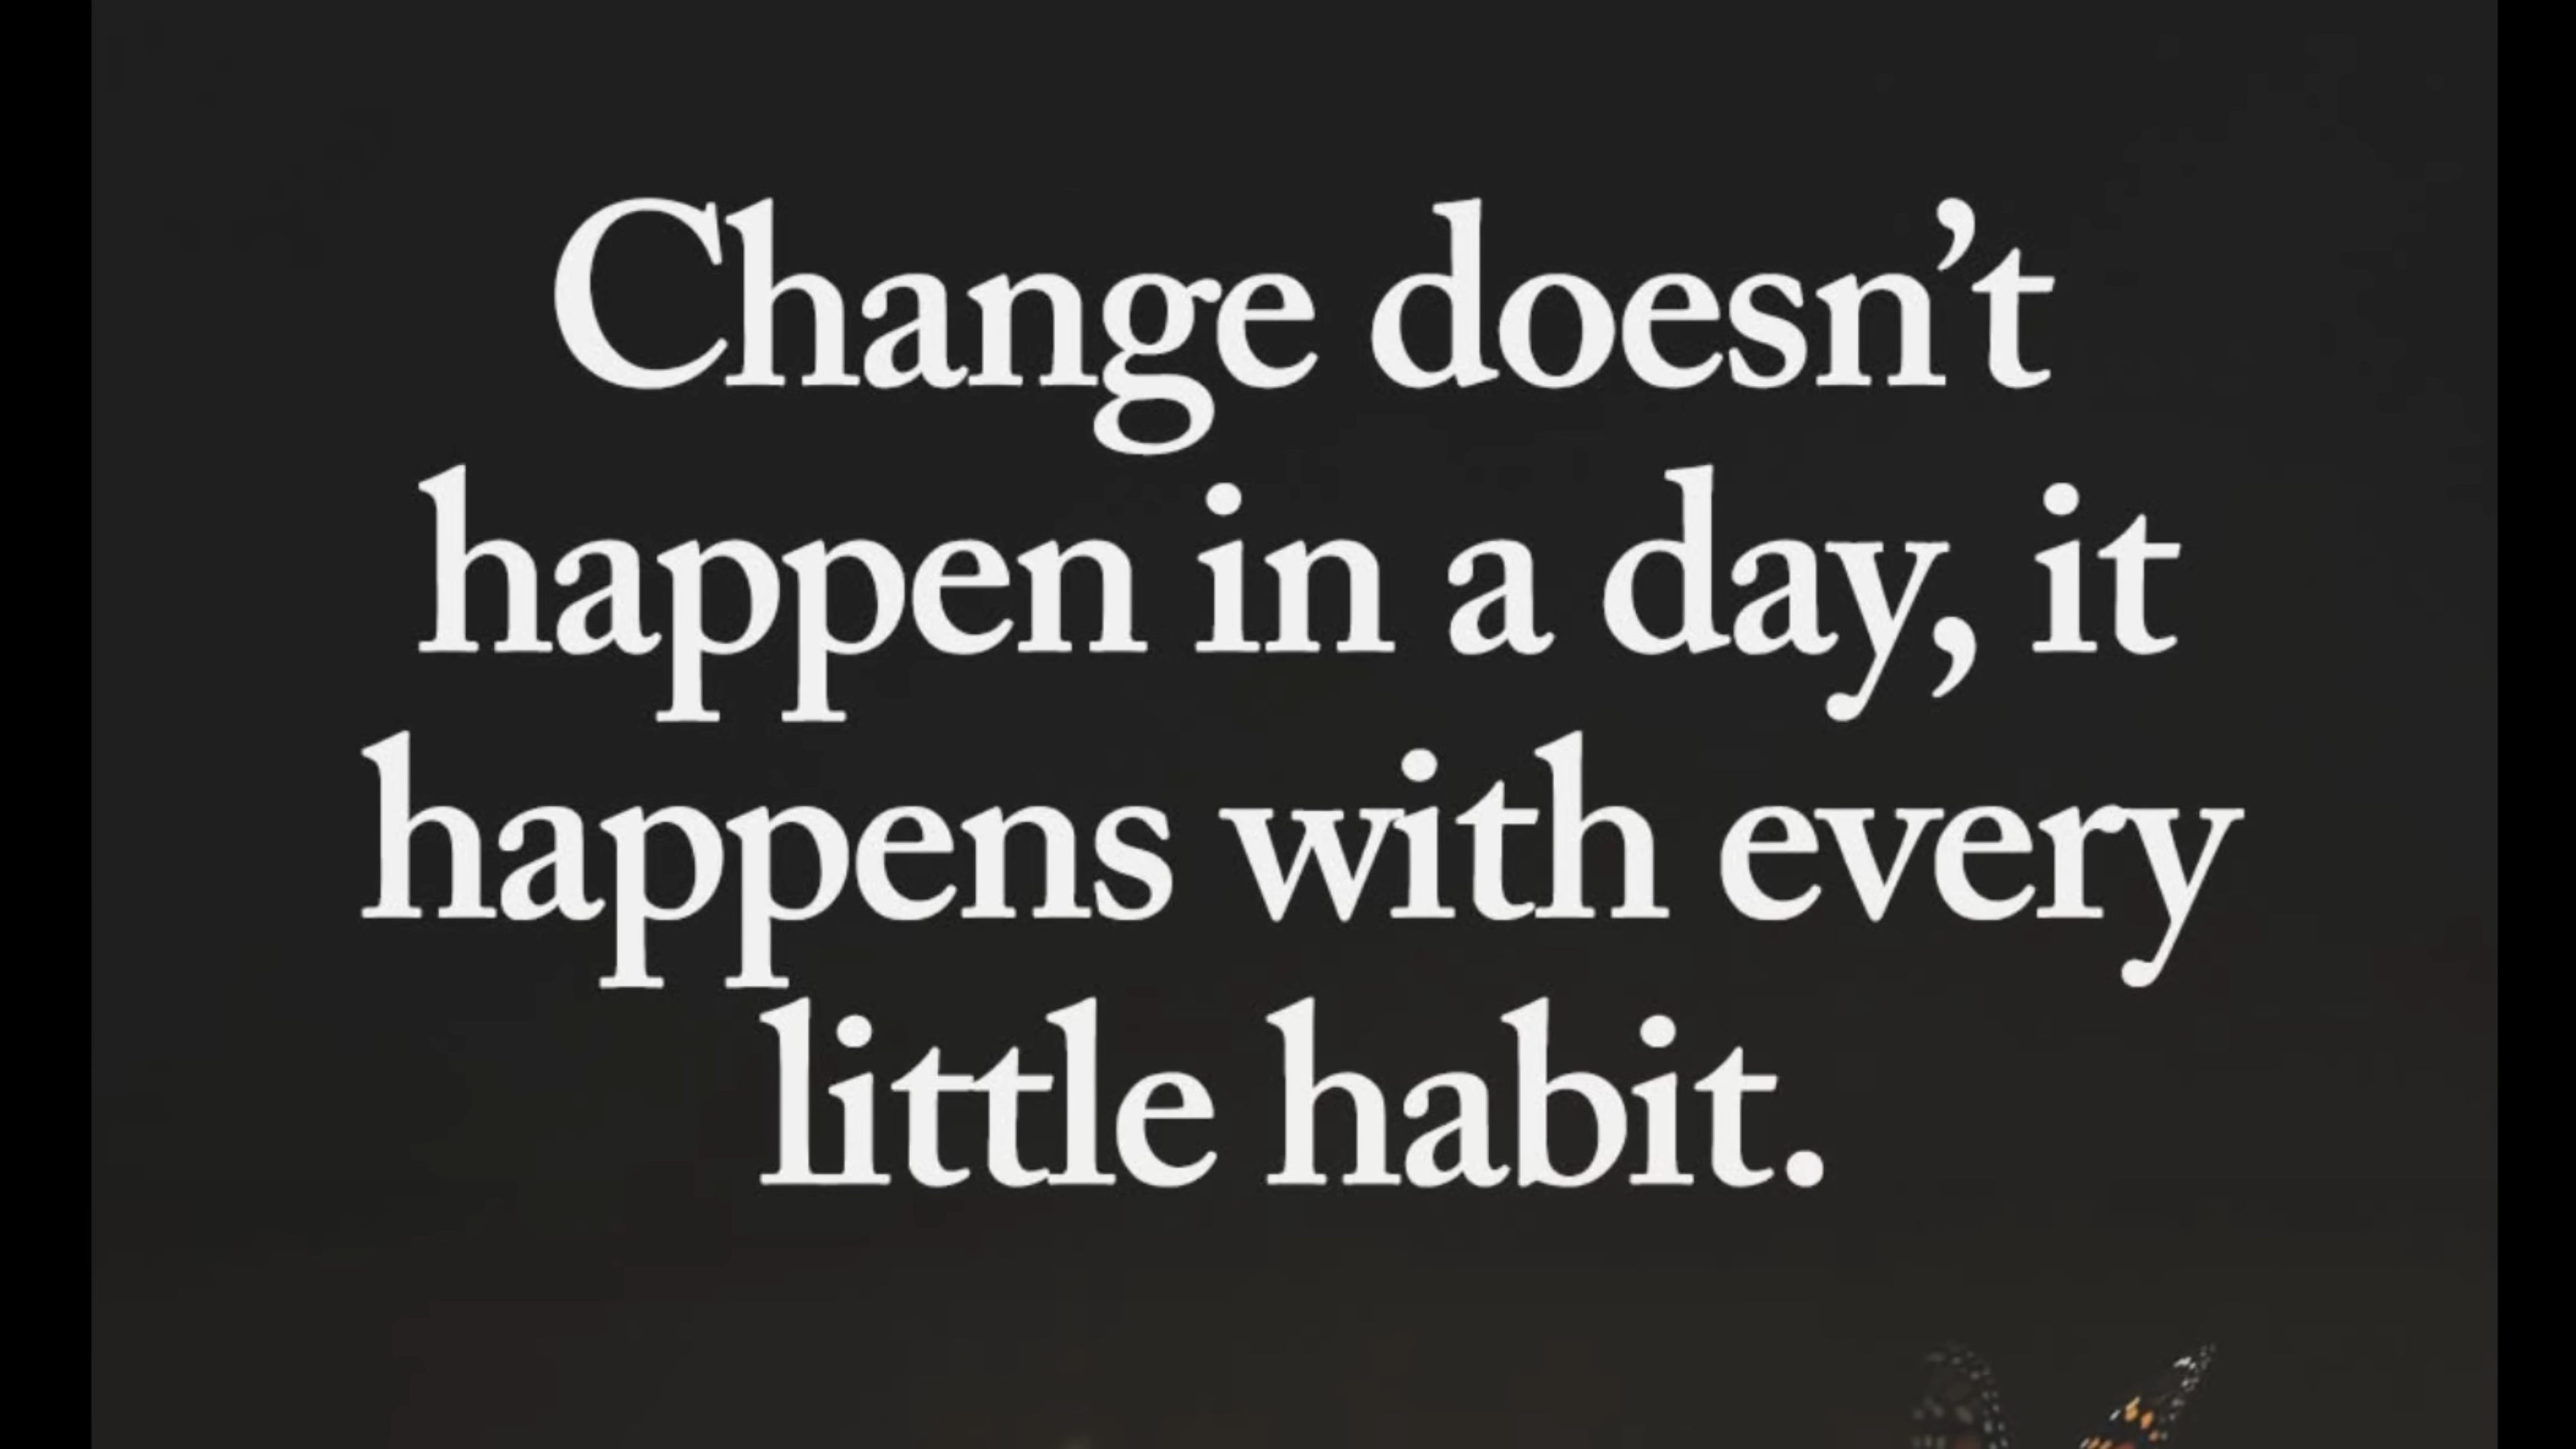 Change doesn’t
happen in a day, it
happens with every
little habit.